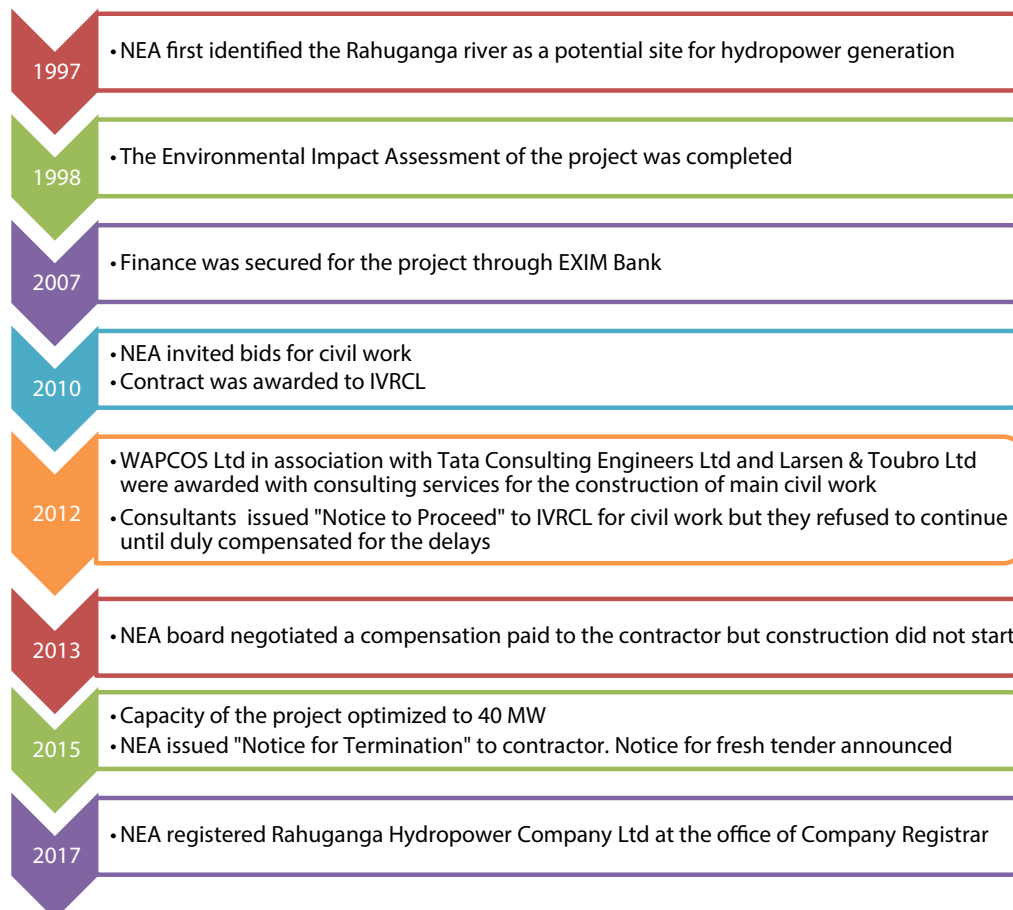 1997
• NEA first identified the Rahuganga river as a potential site for hydropower generation
1998
• The Environmental Impact Assessment of the project was completed
2007
• Finance was secured for the project through EXIM Bank
2010
• NEA invited bids for civil work
• Contract was awarded to IVRCL
2012
• WAPCOS Ltd in association with Tata Consulting Engineers Ltd and Larsen & Toubro Ltd
were awarded with consulting services for the construction of main civil work
• Consultants issued "Notice to Proceed" to IVRCL for civil work but they refused to continue
until duly compensated for the delays
2013
• NEA board negotiated a compensation paid to the contractor but construction did not start
2015
• Capacity of the project optimized to 40 MW
• NEA issued "Notice for Termination" to contractor. Notice for fresh tender announced
2017
• NEA registered Rahuganga Hydropower Company Ltd at the office of Company Registrar